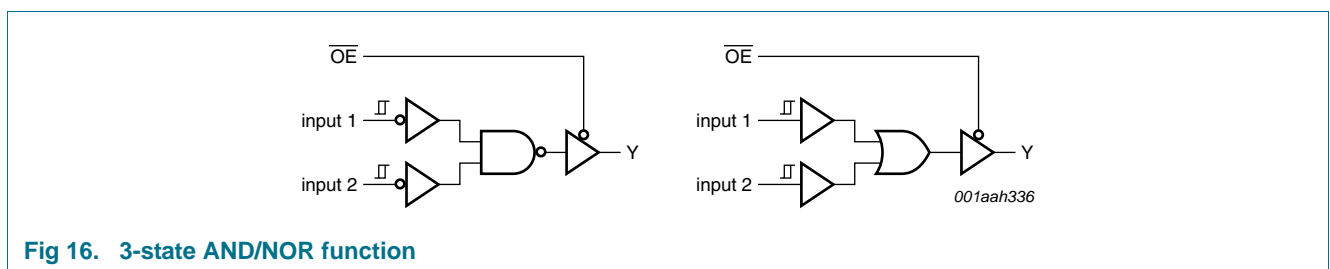 OE OE
input 1 input 1
Y Y
input 2 input 2
001aah336
Fig 16. 3-state AND/NOR function